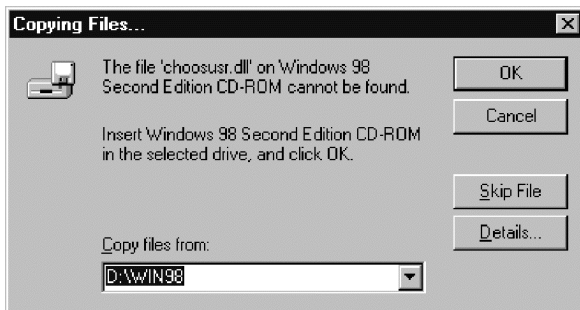 Copying Files...
The file 'choosusr.dll' on Windows 98
Second Edition CD-ROM cannot be found.
Insert Windows 98 Second Edition CD-ROM
in the selected drive, and click OK.
Copy files from:
D:\WIN98
OK
Cancel
Skip File
Details...